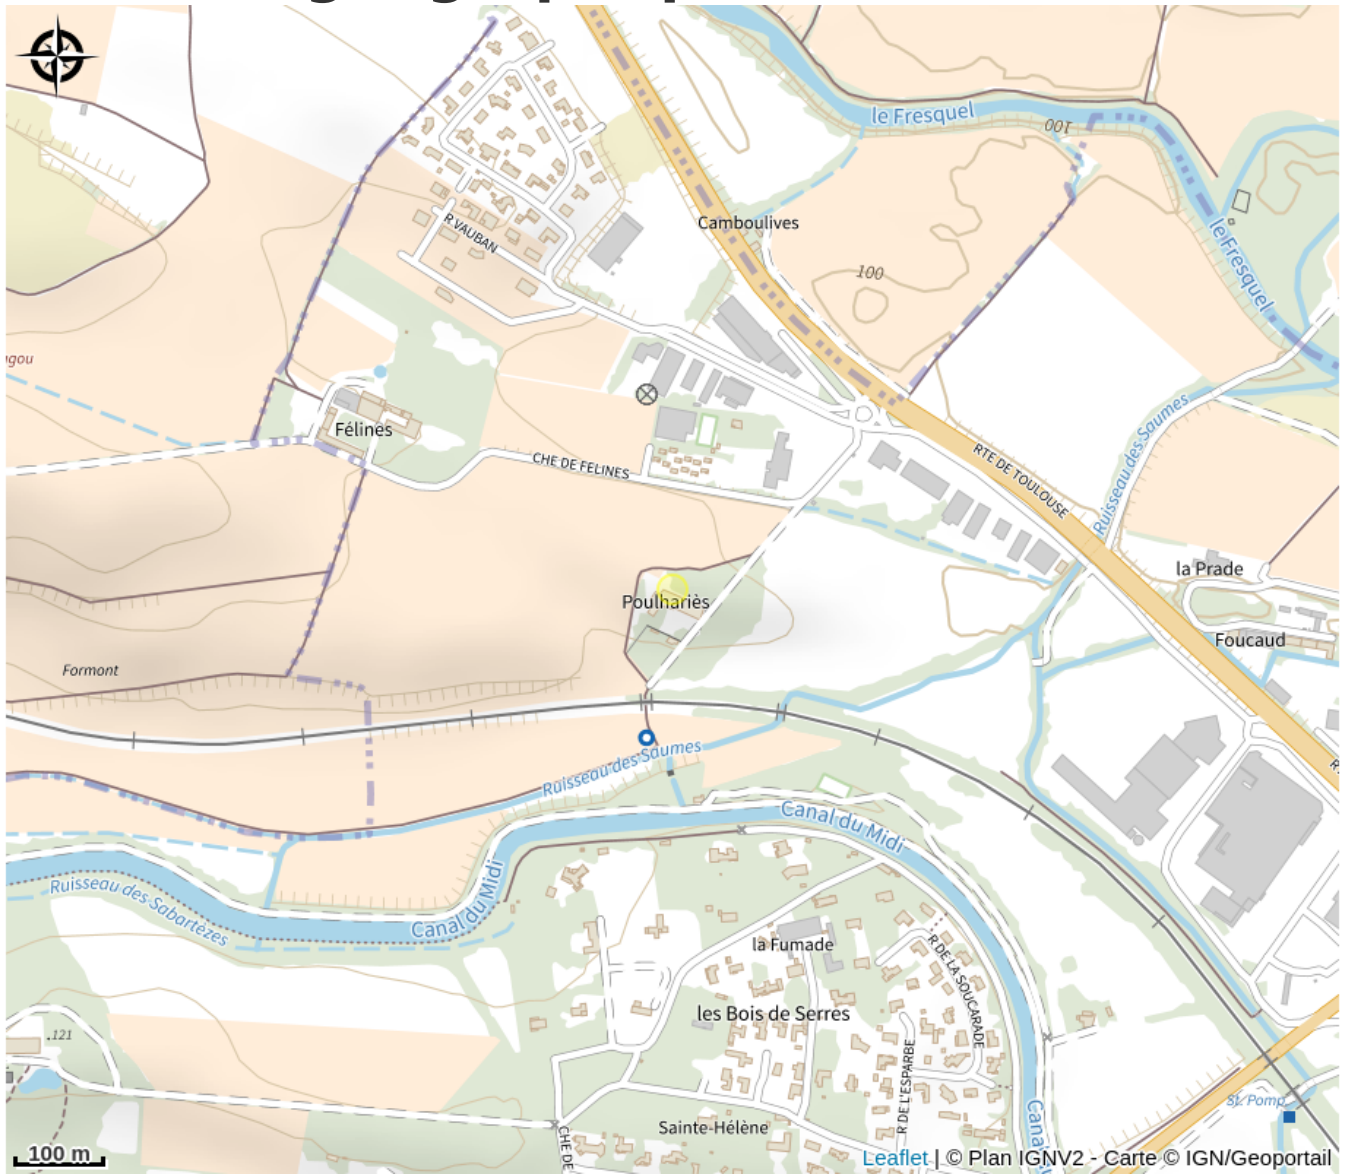 le Fresquel
100
Camboulives
R VAUBAN
le Fresquel
100
Félines
CHE DE FELINES
RTE DE TOULOUSE
Ruisseau des Saumes
la Prade
Foucaud
Poulhariès
Formont
Ruisseau des Saumes
Canal du Midi
Canal du Midi
Ruisseau des Sabartèzes
la Fumade
R DE LA SOUCARADE
les Bois de Serres
.121
R DE L'ESPARBE
Sainte-Hélène
CHE DE
Canal
St. Pomp.
100 m
Leaflet | © Plan IGNV2 - Carte © IGN/Geoportail